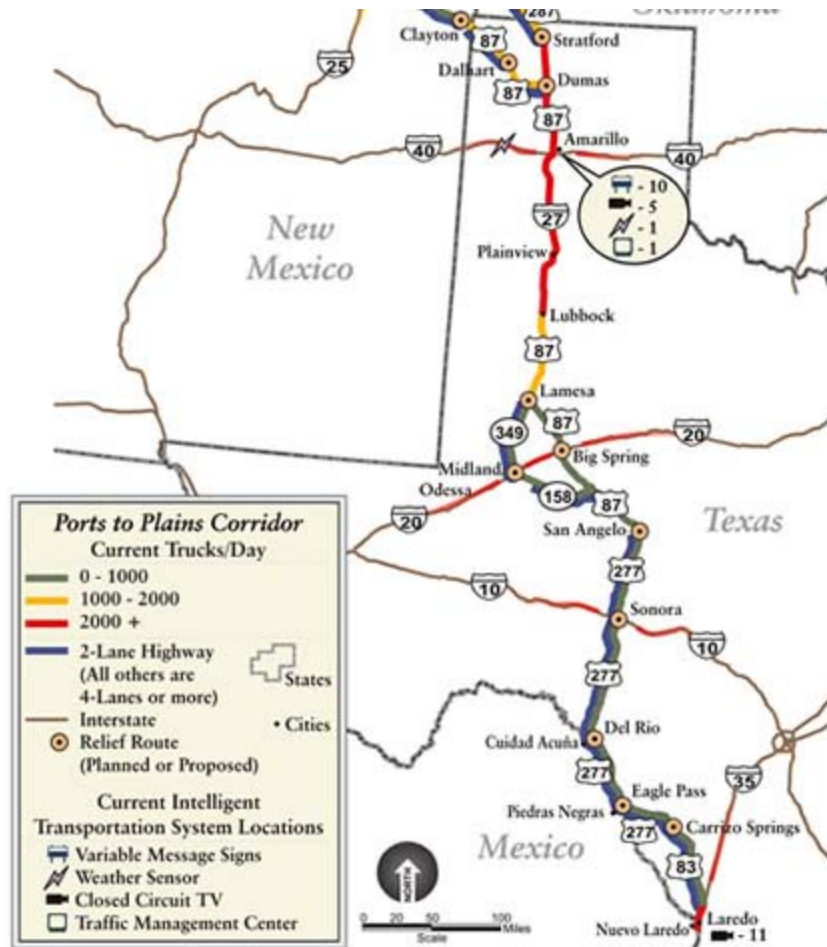 Oklahoma
287
Clayton
87
Stratford
25
Dalhart
Dumas
87
87
Amarillo
40
40
- 10
- 5
- 1
- 1
New
Mexico
27
Plainview
Lubbock
87
Lamesa
349
87
20
Big Spring
Midland
Odessa
158
87
20
San Angelo
Texas
277
10
Sonora
10
277
Del Rio
Cuidad Acuña
277
35
Eagle Pass
Piedras Negras
277
Carrizo Springs
Mexico
83
Laredo
Nuevo Laredo
- 11
Ports to Plains Corridor
Current Trucks/Day
0 - 1000
1000 - 2000
2000 +
2-Lane Highway
(All others are
4-Lanes or more)
States
Interstate
• Cities
Relief Route
(Planned or Proposed)
Current Intelligent
Transportation System Locations
Variable Message Signs
Weather Sensor
Closed Circuit TV
Traffic Management Center
NORTH
0 20 50 100
Miles
Scale